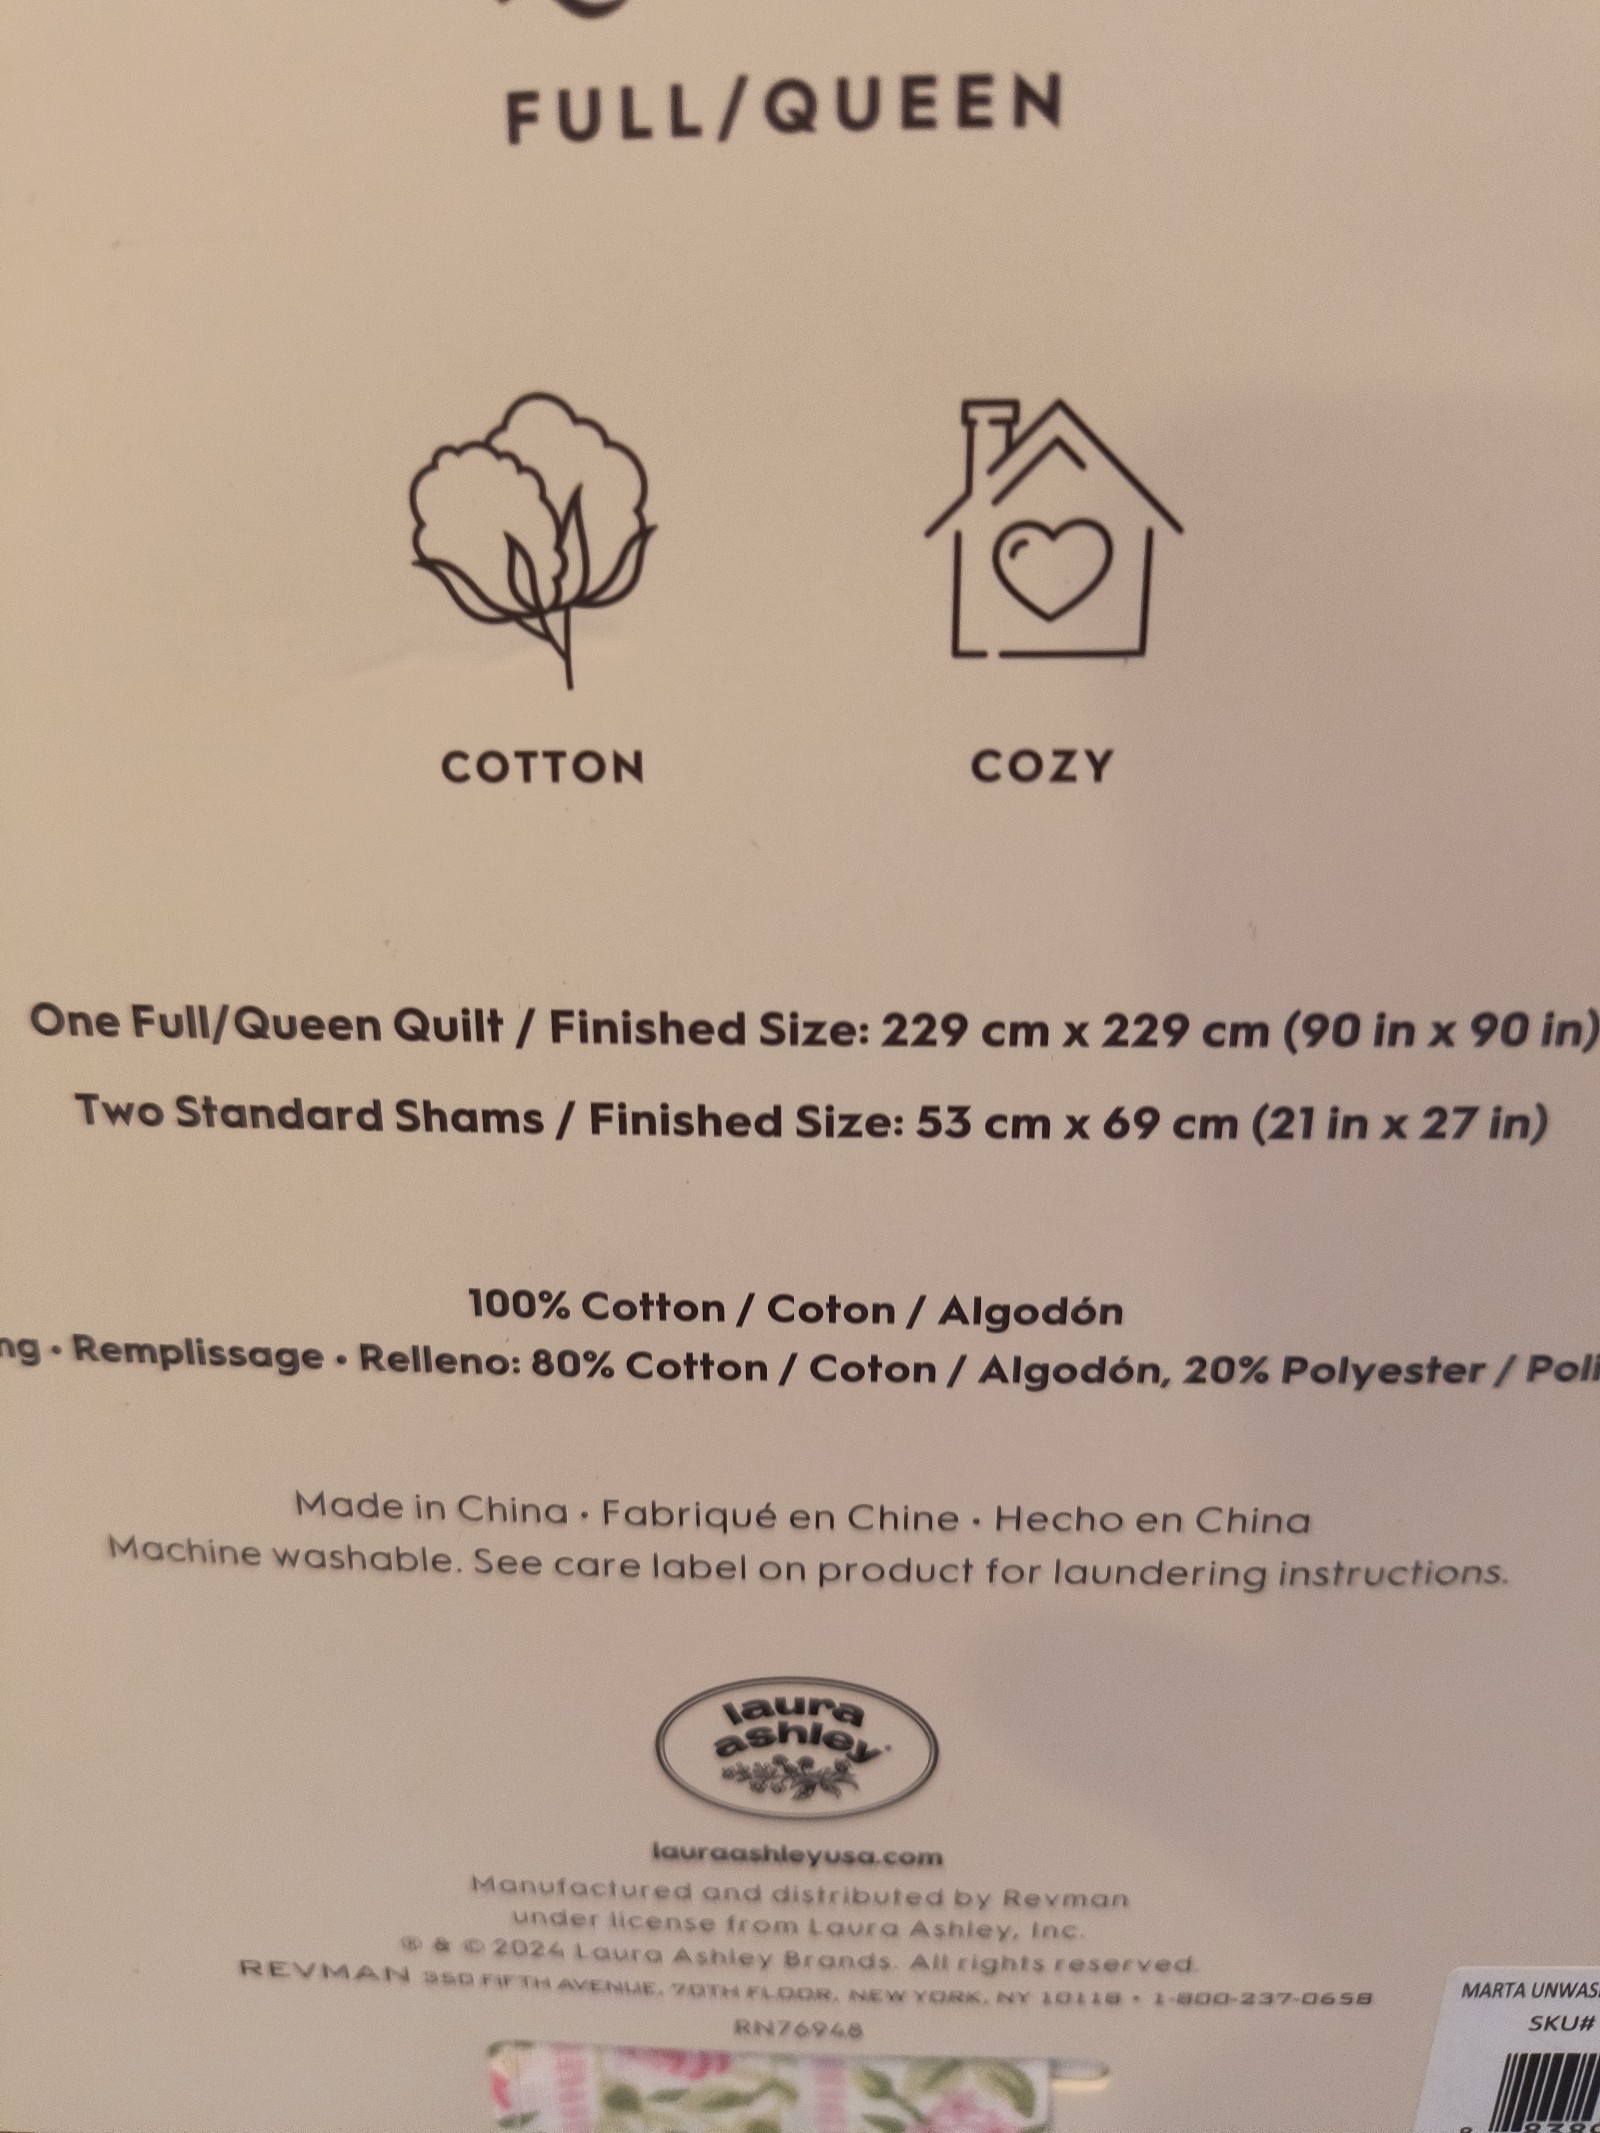 FULL/QUEEN
COTTON
COZY
One Full/Queen Quilt / Finished Size: 229 cm x 229 cm (90 in x 90 in)
Two Standard Shams / Finished Size: 53 cm x 69 cm (21 in x 27 in)
100% Cotton / Coton / Algodón
ng • Remplissage • Relleno: 80% Cotton / Coton / Algodón, 20% Polyester / Poli
Made in China • Fabriqué en Chine • Hecho en China
Machine washable. See care label on product for laundering instructions.
laura
ashley
lauraashleyusa.com
Manufactured and distributed by Revman
under license from Laura Ashley, Inc.
® & © 2024 Laura Ashley Brands. All rights reserved.
REVMAN 350 FIFTH AVENUE, 70TH FLOOR, NEW YORK, NY 10118 • 1-800-237-0658
RN76948
MARTA UNWAS
SKU#